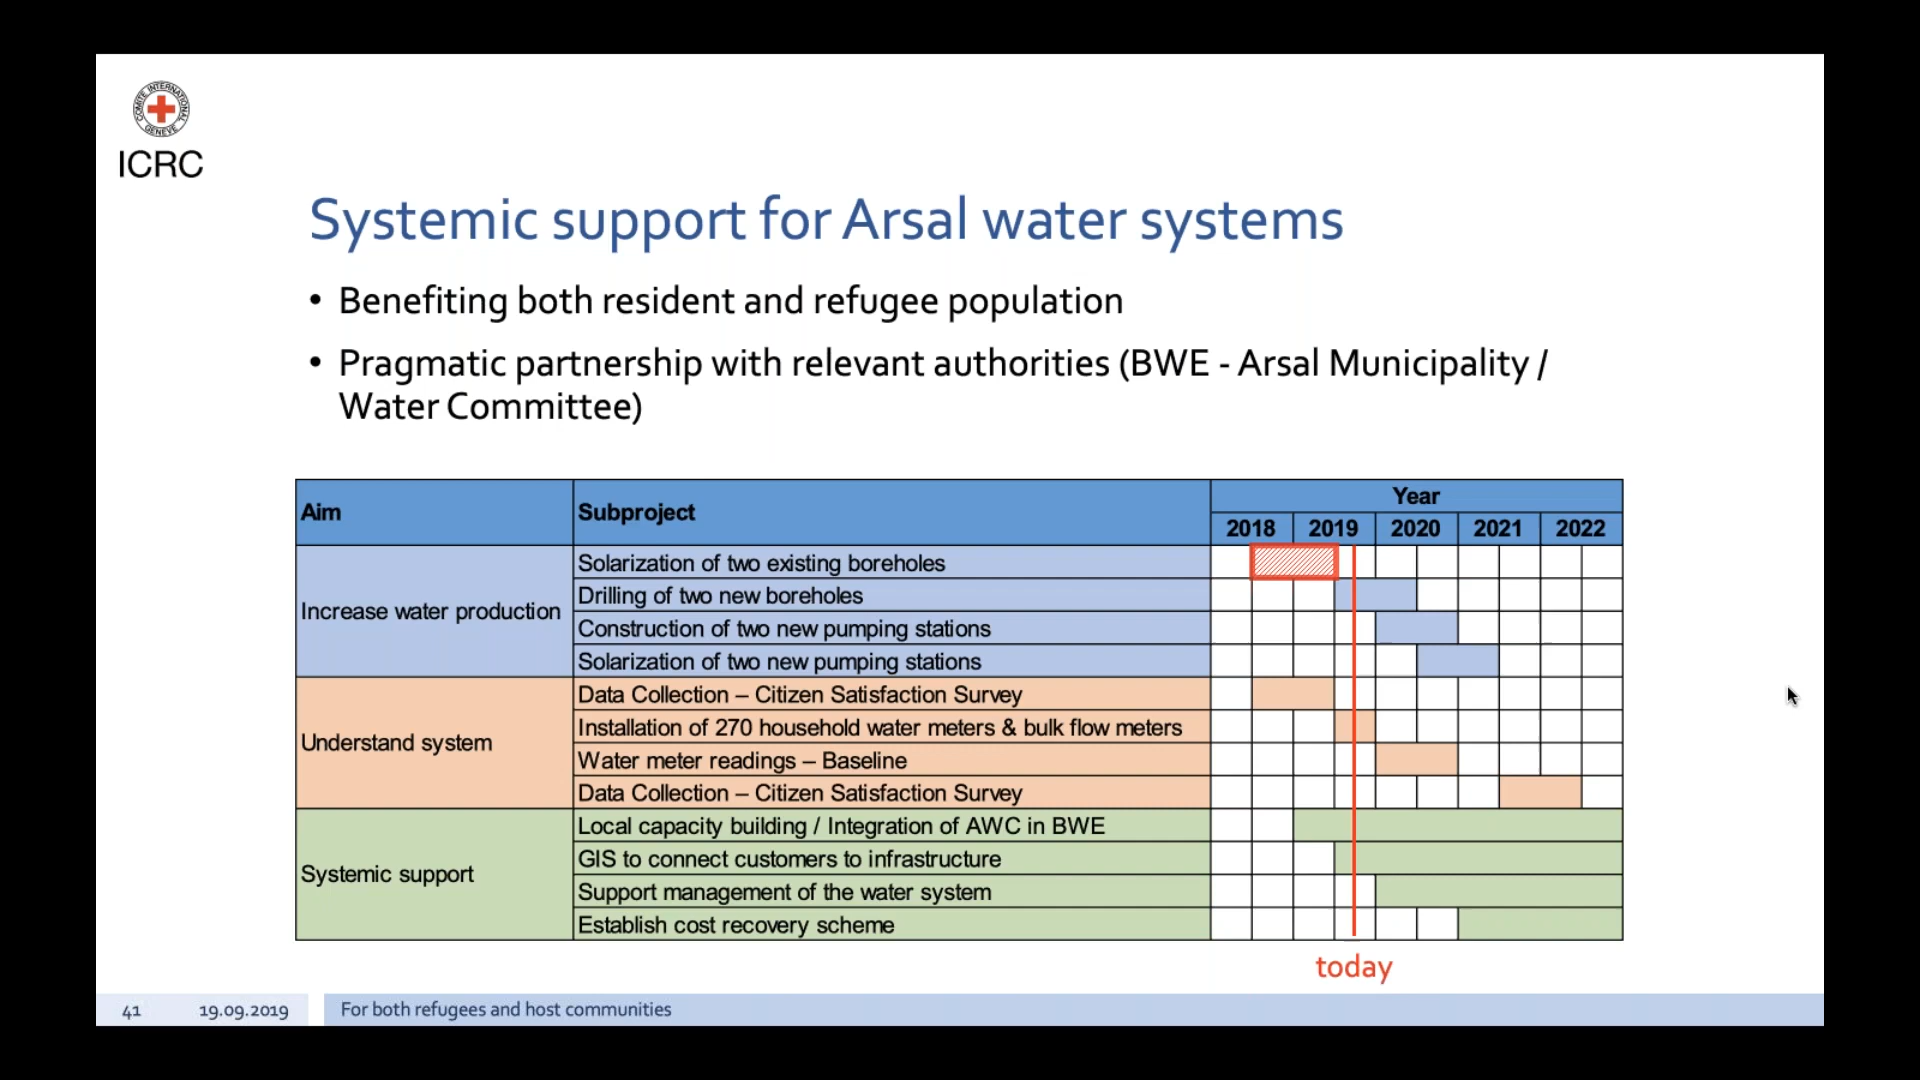 COMITE INTERNATIONAL GENEVE
ICRC
Systemic support for Arsal water systems
• Benefiting both resident and refugee population
• Pragmatic partnership with relevant authorities (BWE - Arsal Municipality /
Water Committee)
Aim
Subproject
Year
2018
2019
2020
2021
2022
Increase water production
Solarization of two existing boreholes
Drilling of two new boreholes
Construction of two new pumping stations
Solarization of two new pumping stations
Understand system
Data Collection – Citizen Satisfaction Survey
Installation of 270 household water meters & bulk flow meters
Water meter readings – Baseline
Data Collection – Citizen Satisfaction Survey
Systemic support
Local capacity building / Integration of AWC in BWE
GIS to connect customers to infrastructure
Support management of the water system
Establish cost recovery scheme
today
41
19.09.2019
For both refugees and host communities